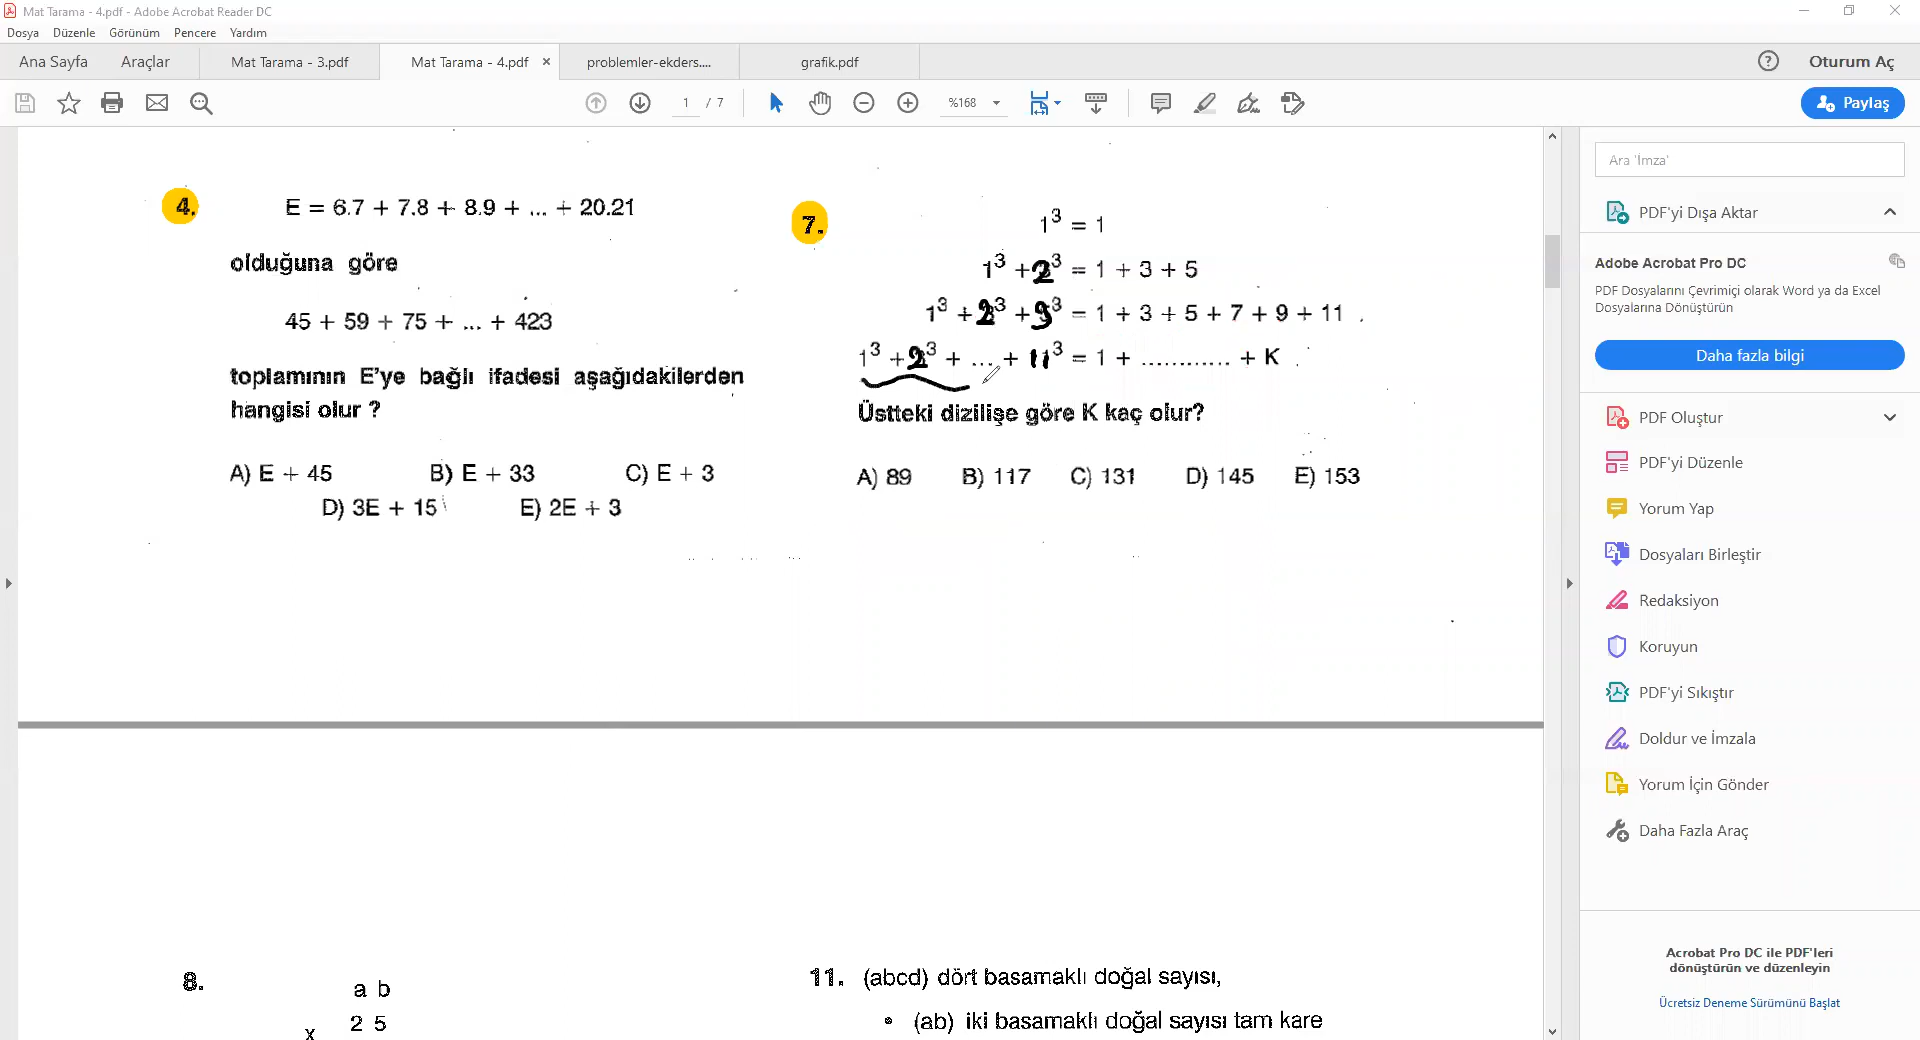 Mat Tarama - 4.pdf - Adobe Acrobat Reader DC
Dosya Düzenle Görünüm Pencere Yardım
Ana Sayfa Araçlar Mat Tarama - 3.pdf Mat Tarama - 4.pdf × problemler-ekders.... grafik.pdf ? Oturum Aç
1 / 7 %168 Paylaş
4. E = 6.7 + 7.8 + 8.9 + ... + 20.21
olduğuna göre
45 + 59 + 75 + ... + 423
toplamının E'ye bağlı ifadesi aşağıdakilerden
hangisi olur ?
A) E + 45 B) E + 33 C) E + 3
D) 3E + 15 E) 2E + 3
7. 1³ = 1
1³ + 2³ = 1 + 3 + 5
1³ + 2³ + 3³ = 1 + 3 + 5 + 7 + 9 + 11
1³ + 2³ + ... + 11³ = 1 + ............ + K
Üstteki dizilişe göre K kaç olur?
A) 89 B) 117 C) 131 D) 145 E) 153
8. a b
x 2 5
11. (abcd) dört basamaklı doğal sayısı,
• (ab) iki basamaklı doğal sayısı tam kare
Ara 'İmza'
PDF'yi Dışa Aktar
Adobe Acrobat Pro DC
PDF Dosyalarını Çevrimiçi olarak Word ya da Excel
Dosyalarına Dönüştürün
Daha fazla bilgi
PDF Oluştur
PDF'yi Düzenle
Yorum Yap
Dosyaları Birleştir
Redaksiyon
Koruyun
PDF'yi Sıkıştır
Doldur ve İmzala
Yorum İçin Gönder
Daha Fazla Araç
Acrobat Pro DC ile PDF'leri
dönüştürün ve düzenleyin
Ücretsiz Deneme Sürümünü Başlat